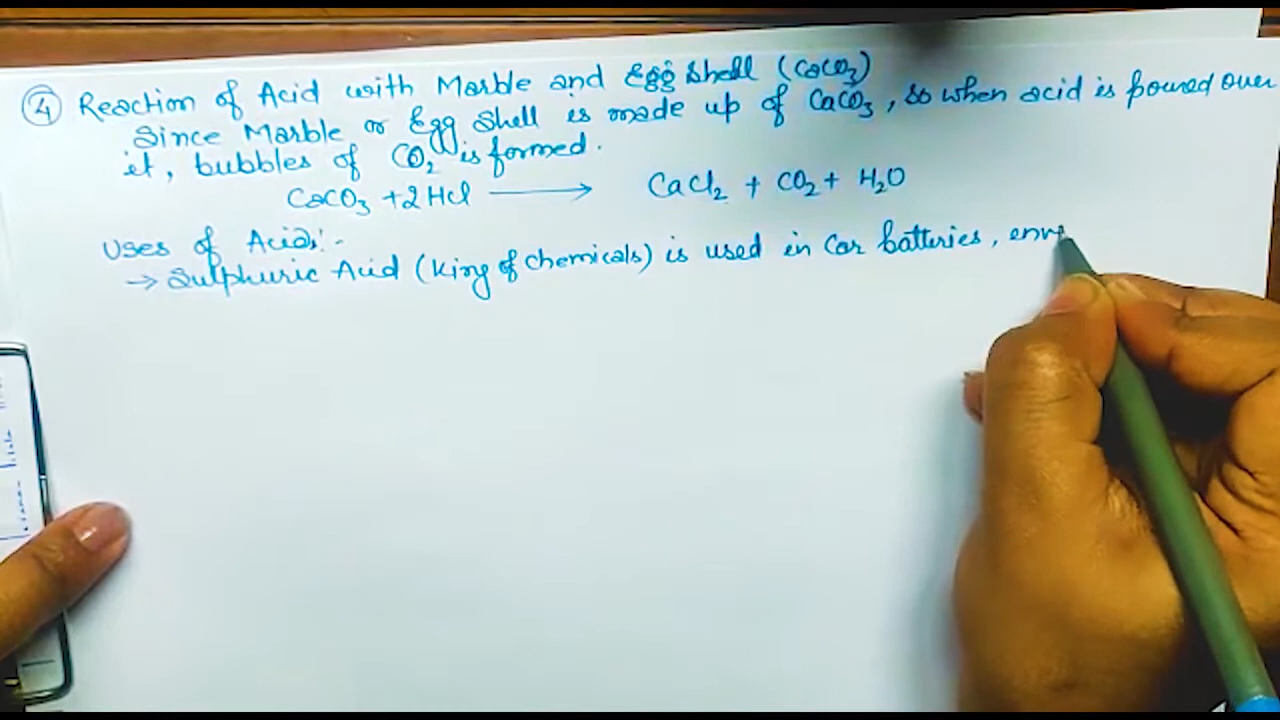 ④ Reaction of Acid with Marble and Egg Shell (CaCO₃)
Since Marble or Egg Shell is made up of CaCO₃, so when acid is poured over
it, bubbles of CO₂ is formed.
CaCO₃ + 2HCl ⟶ CaCl₂ + CO₂ + H₂O
Uses of Acids:-
→ Sulphuric Acid (King of chemicals) is used in Car batteries,